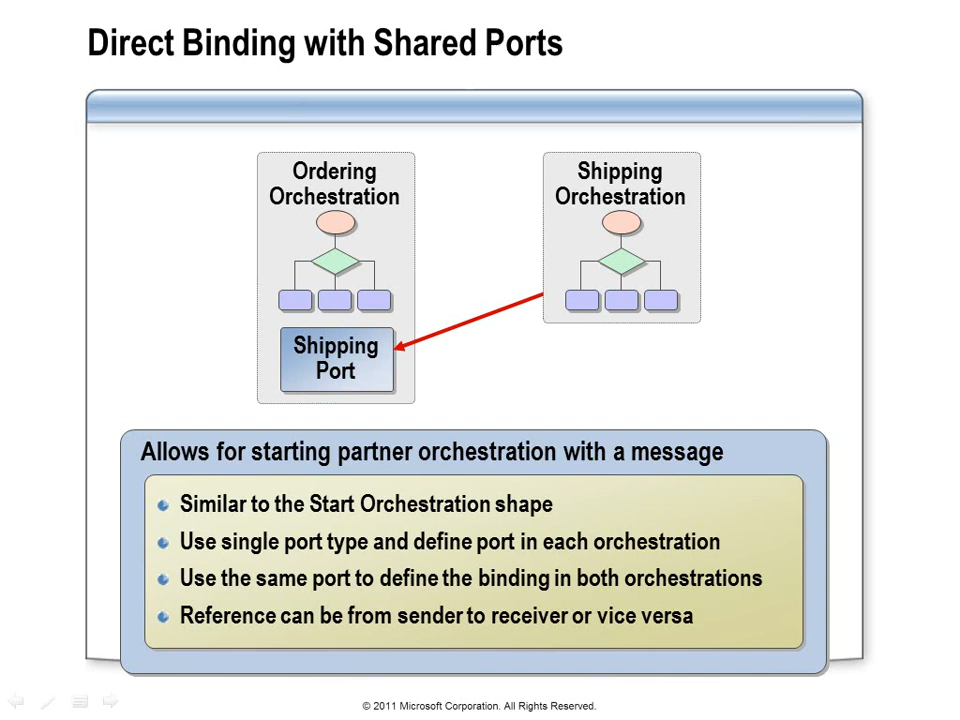 Direct Binding with Shared Ports
Ordering
Orchestration
Shipping
Orchestration
Shipping
Port
Allows for starting partner orchestration with a message
Similar to the Start Orchestration shape
Use single port type and define port in each orchestration
Use the same port to define the binding in both orchestrations
Reference can be from sender to receiver or vice versa
© 2011 Microsoft Corporation. All Rights Reserved.